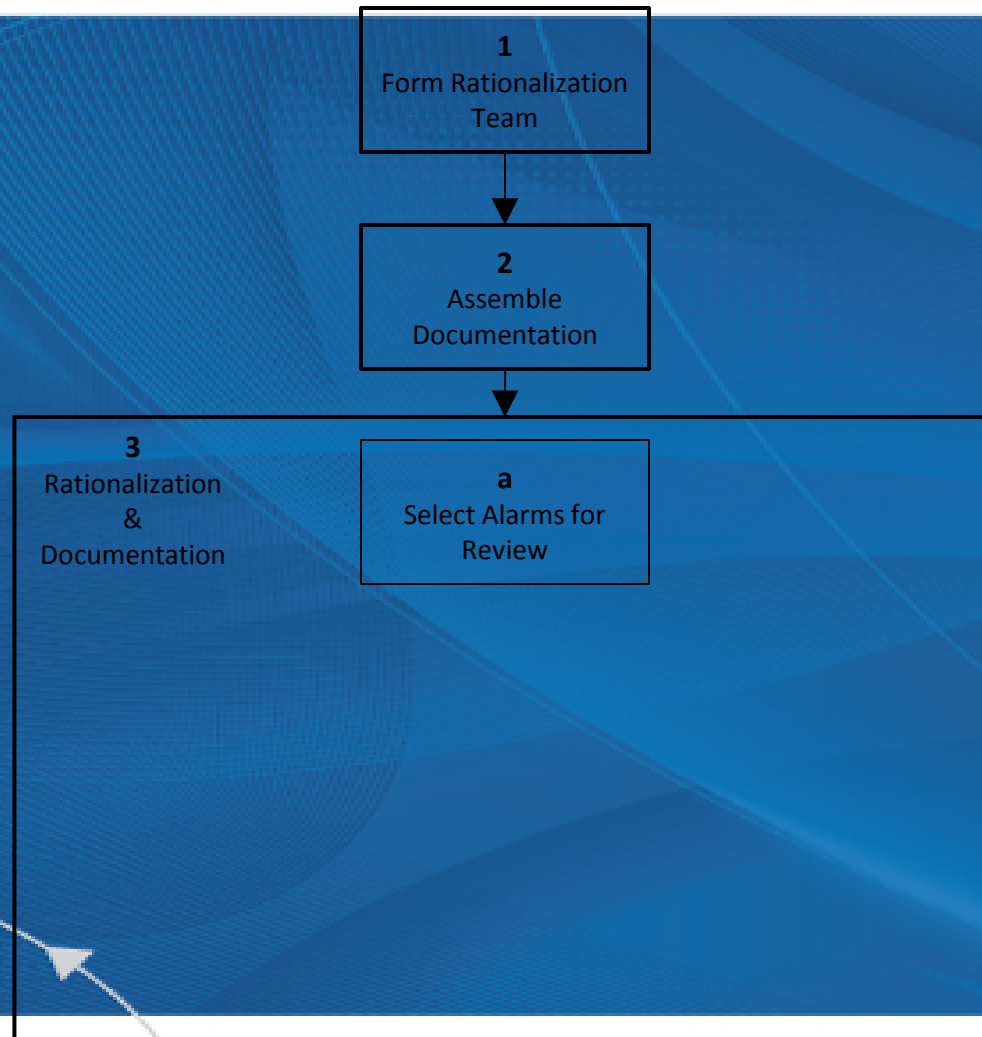 1
Form Rationalization
Team
2
Assemble
Documentation
3
Rationalization
&
Documentation
a
Select Alarms for
Review